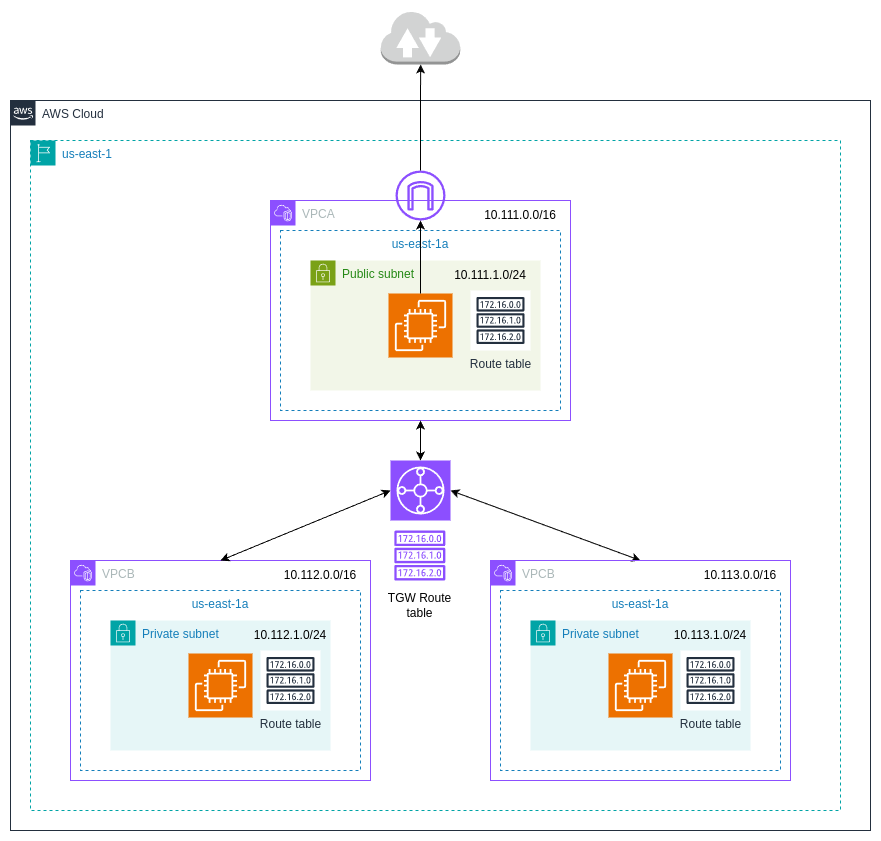 aws
AWS Cloud
us-east-1
VPCA
10.111.0.0/16
us-east-1a
Public subnet
10.111.1.0/24
172.16.0.0
172.16.1.0
172.16.2.0
Route table
172.16.0.0
172.16.1.0
172.16.2.0
TGW Route
table
VPCB
10.112.0.0/16
us-east-1a
Private subnet
10.112.1.0/24
172.16.0.0
172.16.1.0
172.16.2.0
Route table
VPCB
10.113.0.0/16
us-east-1a
Private subnet
10.113.1.0/24
172.16.0.0
172.16.1.0
172.16.2.0
Route table